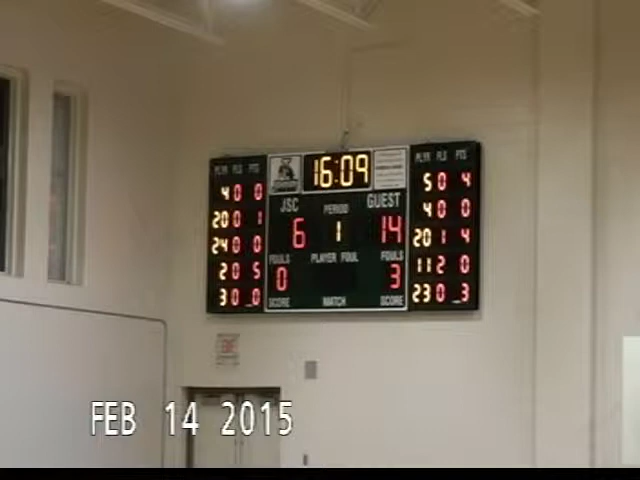 16:09
PLYR FLS PTS
PLYR FLS PTS
JSC PERIOD GUEST
6 1 14
FOULS PLAYER FOUL FOULS
0 3
SCORE MATCH SCORE
4 0 0
20 0 1
24 0 0
2 0 5
3 0 0
5 0 4
4 0 0
20 1 4
11 2 0
23 0 3
FEB 14 2015